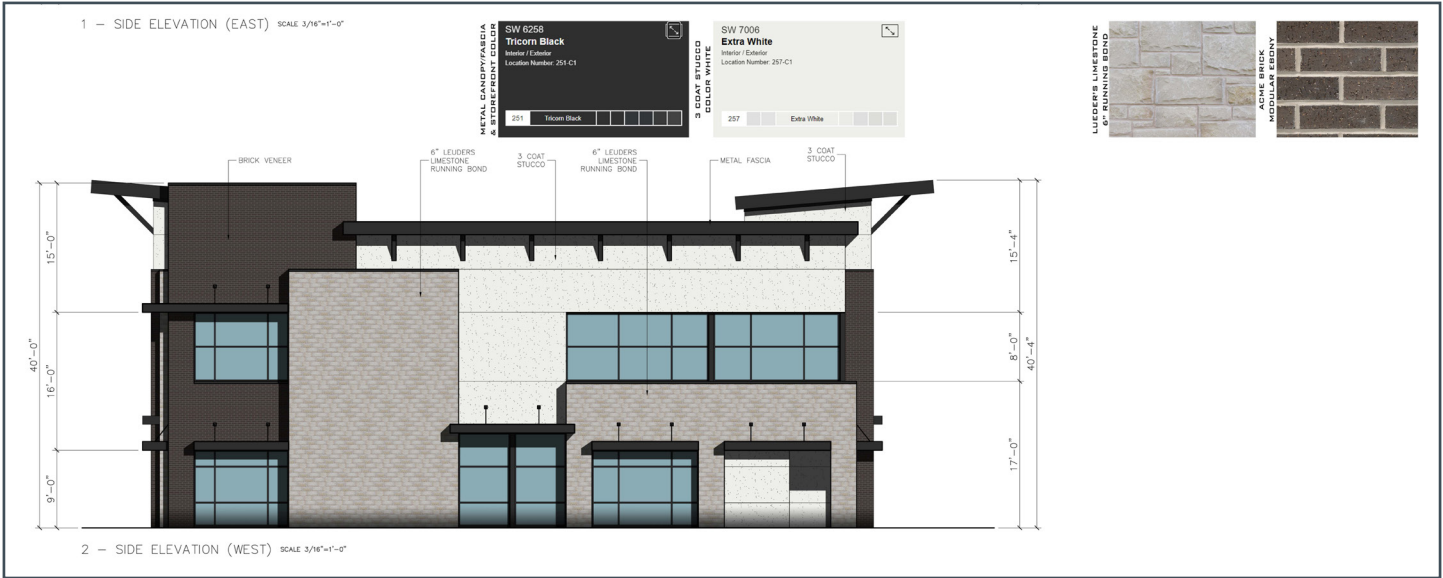 1 - SIDE ELEVATION (EAST) SCALE 3/16"=1'-0"
METAL CANOPY/FASCIA
& STOREFRONT COLOR
SW 6258
Tricorn Black
Interior / Exterior
Location Number: 251-C1
251 Tricorn Black
3 COAT STUCCO
COLOR WHITE
SW 7006
Extra White
Interior / Exterior
Location Number: 257-C1
257 Extra White
LUEDER'S LIMESTONE
6" RUNNING BOND
ACME BRICK
MODULAR EBONY
BRICK VENEER
6" LEUDERS
LIMESTONE
RUNNING BOND
3 COAT
STUCCO
6" LEUDERS
LIMESTONE
RUNNING BOND
METAL FASCIA
3 COAT
STUCCO
40'-0"
15'-0"
16'-0"
9'-0"
15'-4"
8'-0"
17'-0"
40'-4"
2 - SIDE ELEVATION (WEST) SCALE 3/16"=1'-0"